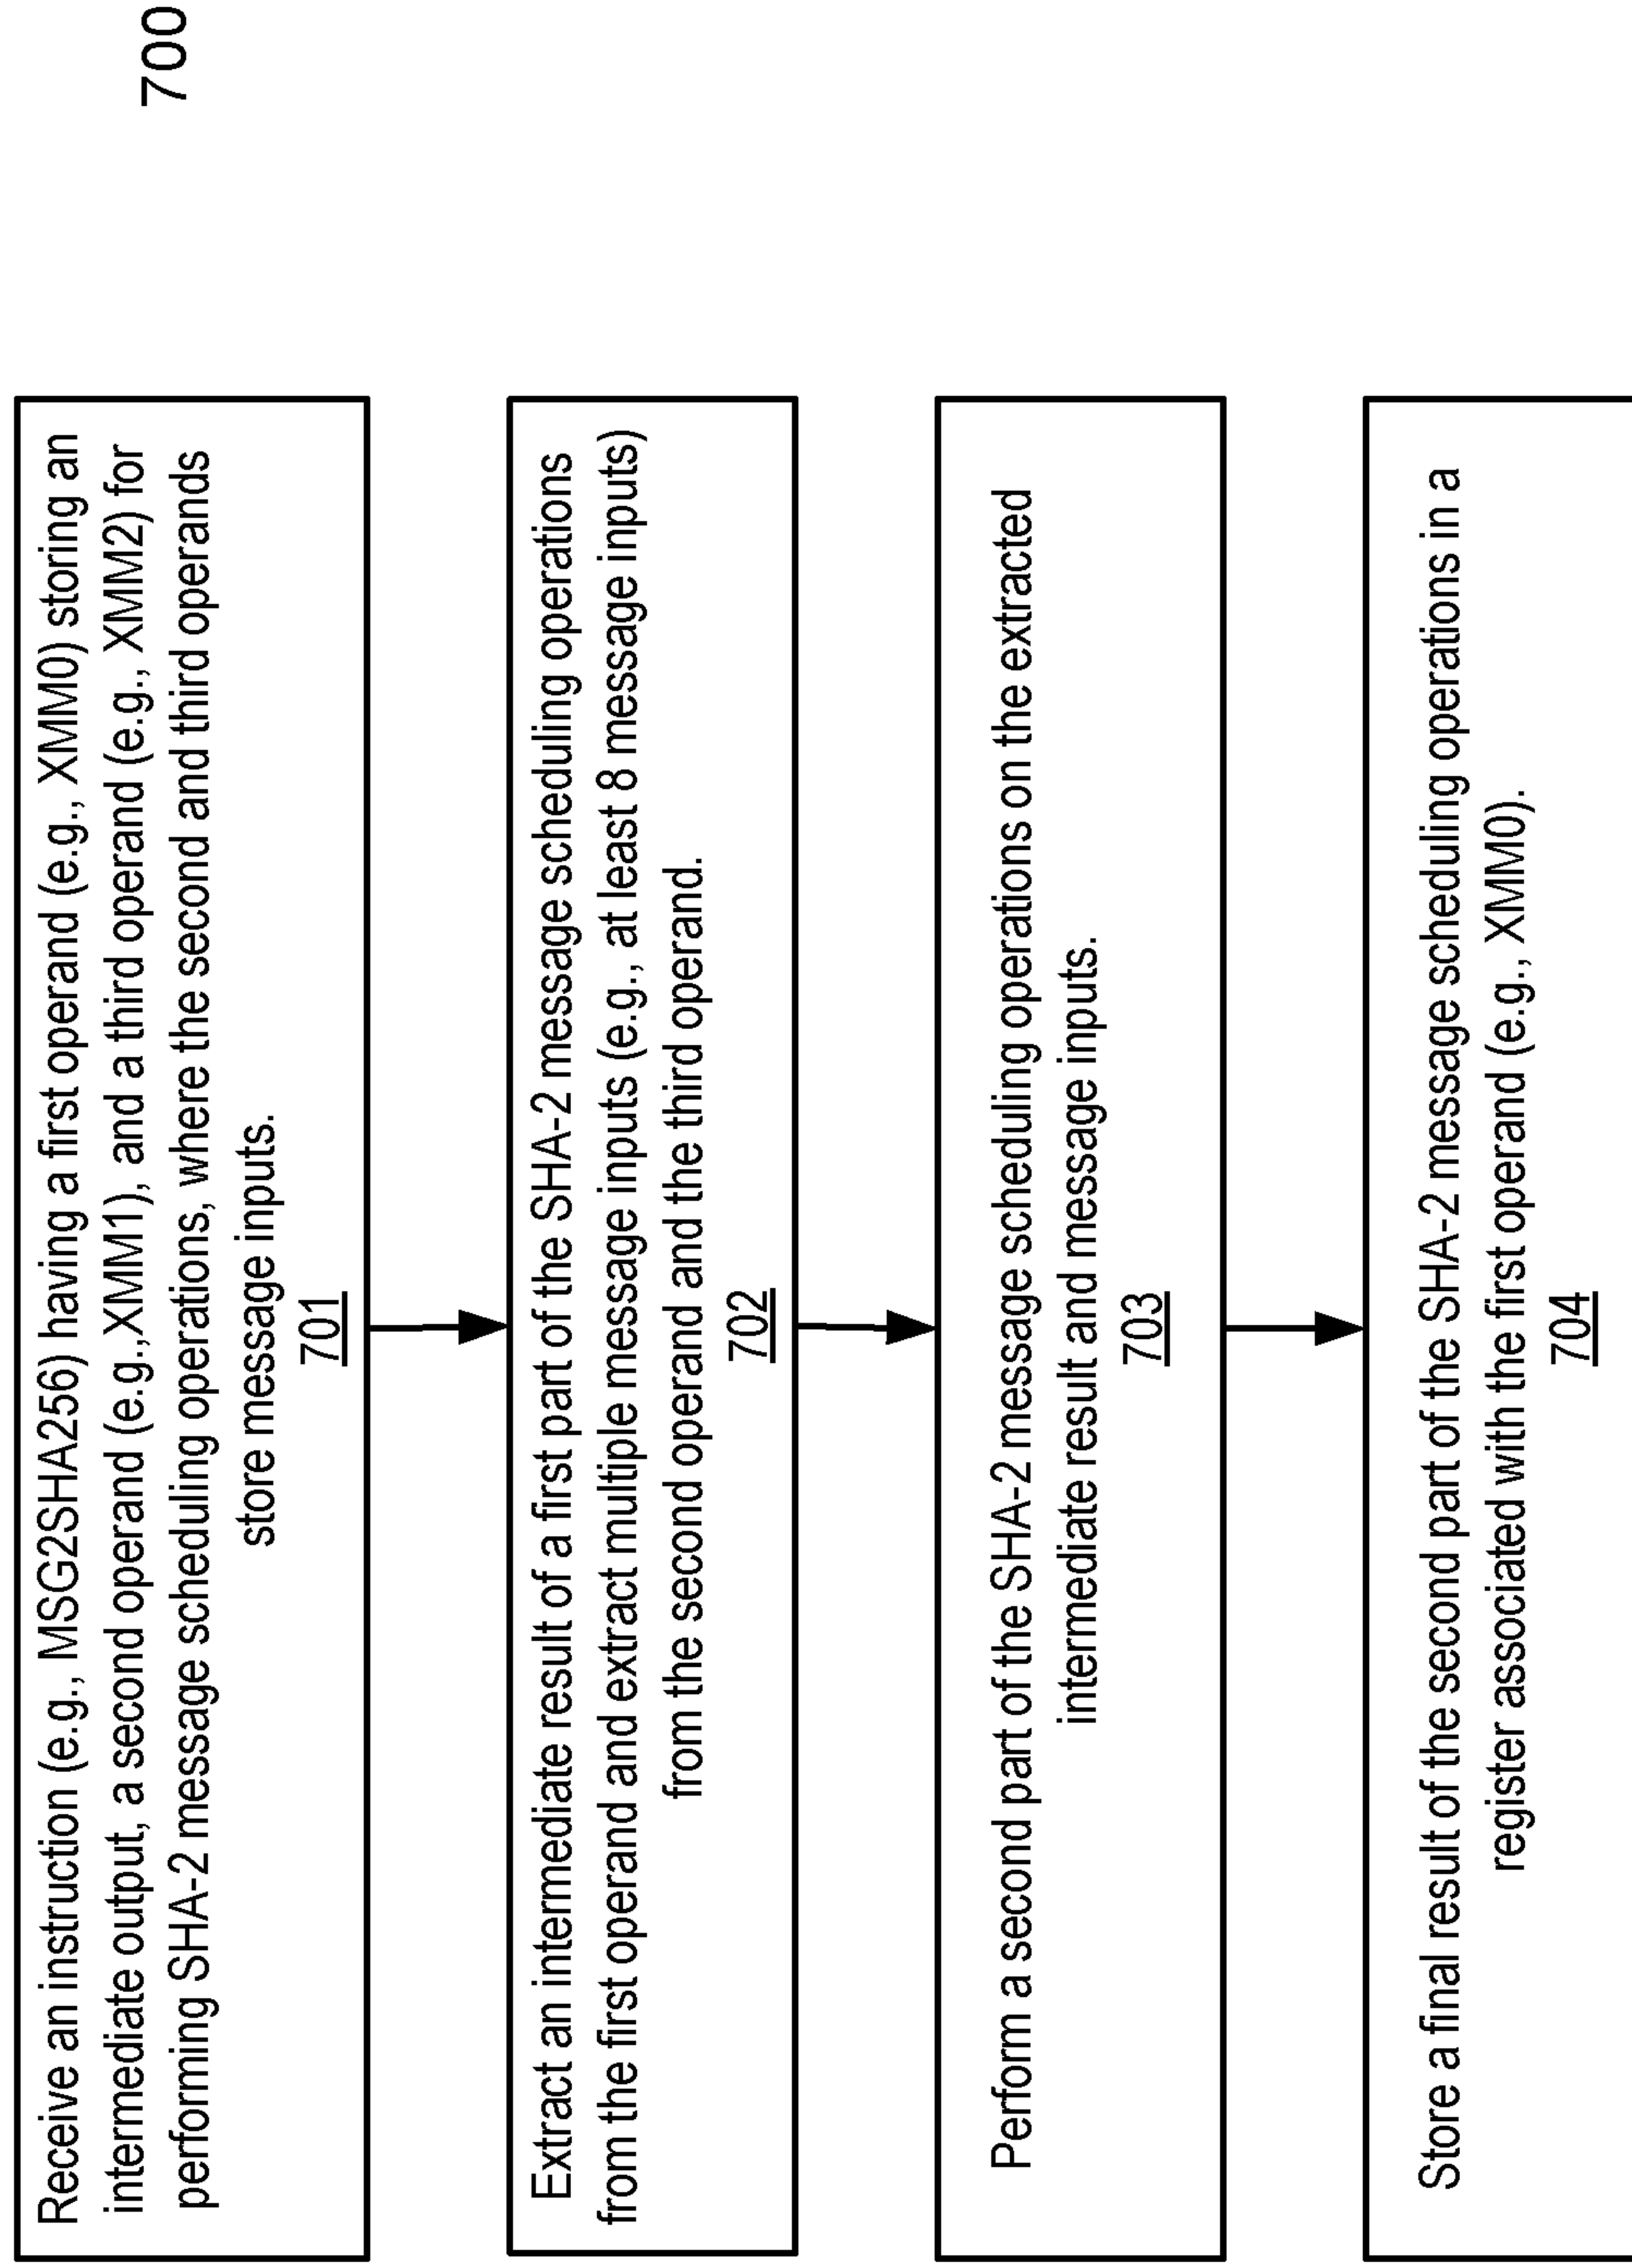 700
Receive an instruction (e.g., MSG2SHA256) having a first operand (e.g., XMM0) storing an
intermediate output, a second operand (e.g.,XMM1), and a third operand (e.g., XMM2) for
performing SHA-2 message scheduling operations, where the second and third operands
store message inputs.
701
Extract an intermediate result of a first part of the SHA-2 message scheduling operations
from the first operand and extract multiple message inputs (e.g., at least 8 message inputs)
from the second operand and the third operand.
702
Perform a second part of the SHA-2 message scheduling operations on the extracted
intermediate result and message inputs.
703
Store a final result of the second part of the SHA-2 message scheduling operations in a
register associated with the first operand (e.g., XMM0).
704